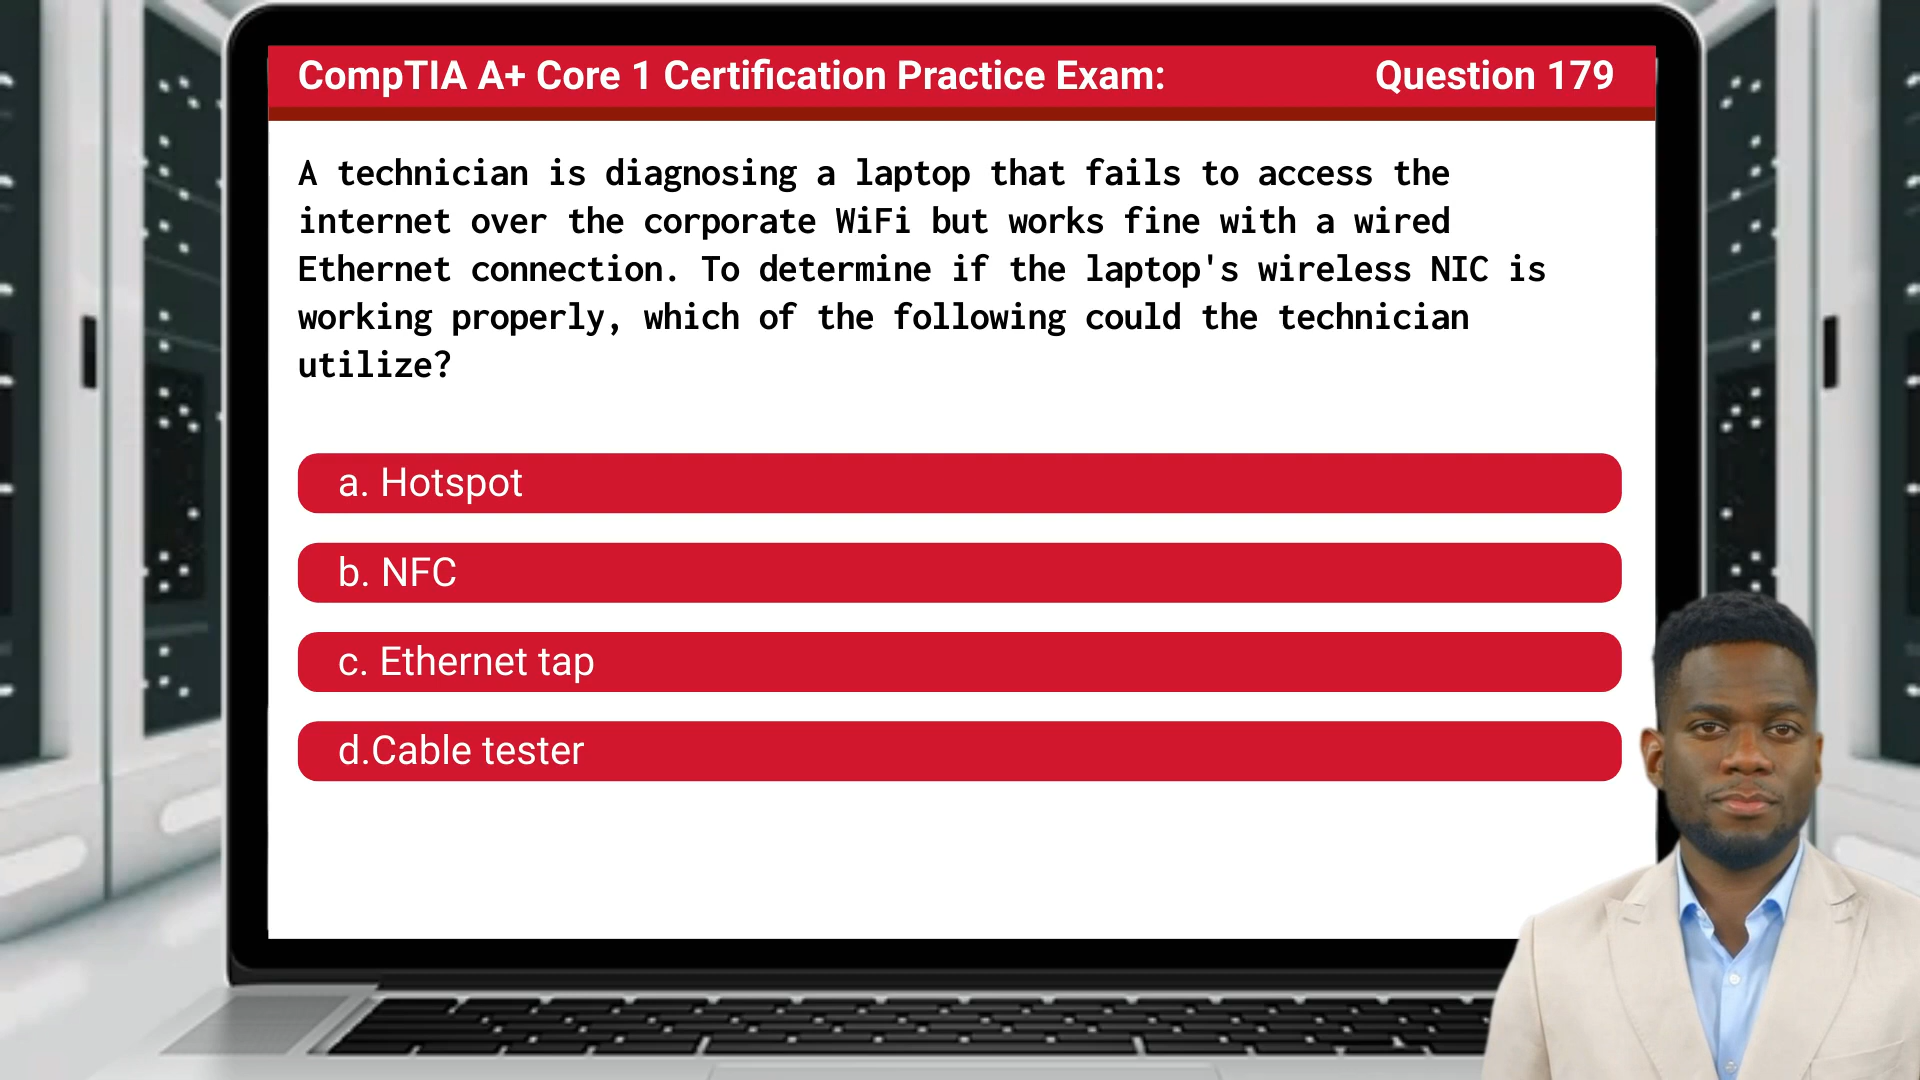 CompTIA A+ Core 1 Certification Practice Exam: Question 179
A technician is diagnosing a laptop that fails to access the
internet over the corporate WiFi but works fine with a wired
Ethernet connection. To determine if the laptop's wireless NIC is
working properly, which of the following could the technician
utilize?
a. Hotspot
b. NFC
c. Ethernet tap
d.Cable tester